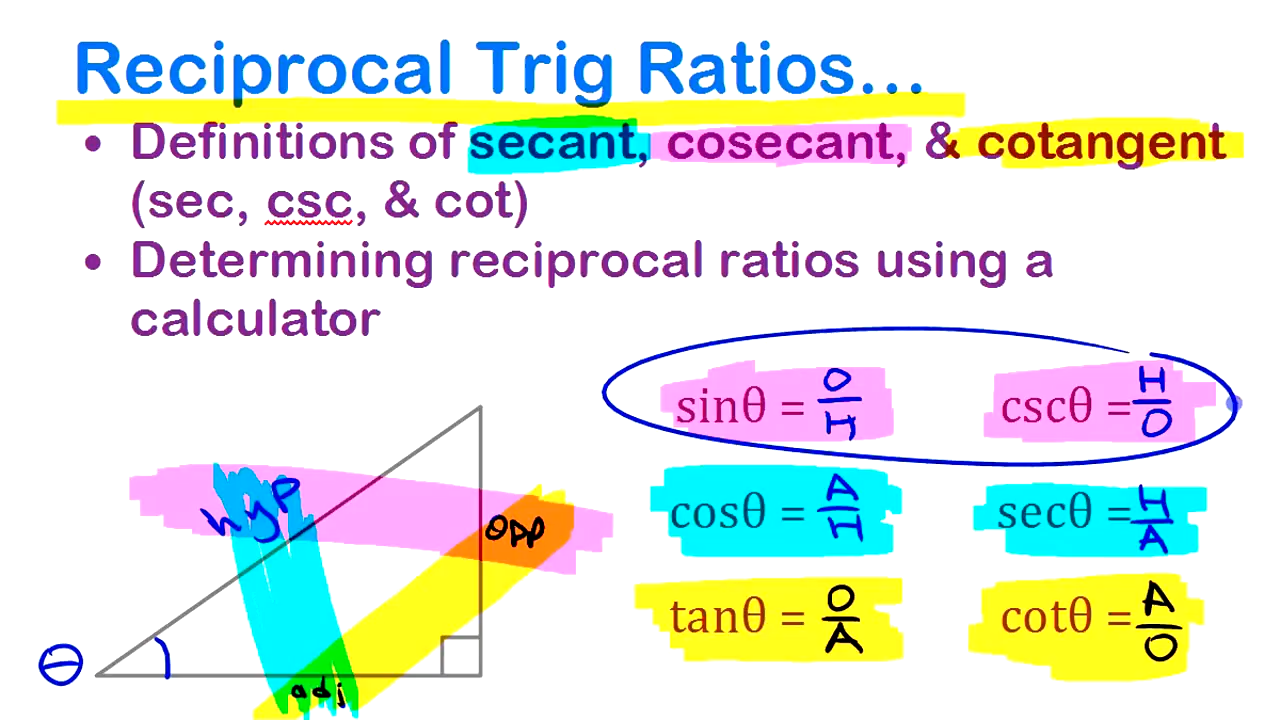 Reciprocal Trig Ratios...
• Definitions of secant, cosecant, & cotangent
(sec, csc, & cot)
• Determining reciprocal ratios using a
calculator
sinθ = O/H cscθ = H/O
cosθ = A/H secθ = H/A
tanθ = O/A cotθ = A/O
hyp
opp
θ
adj